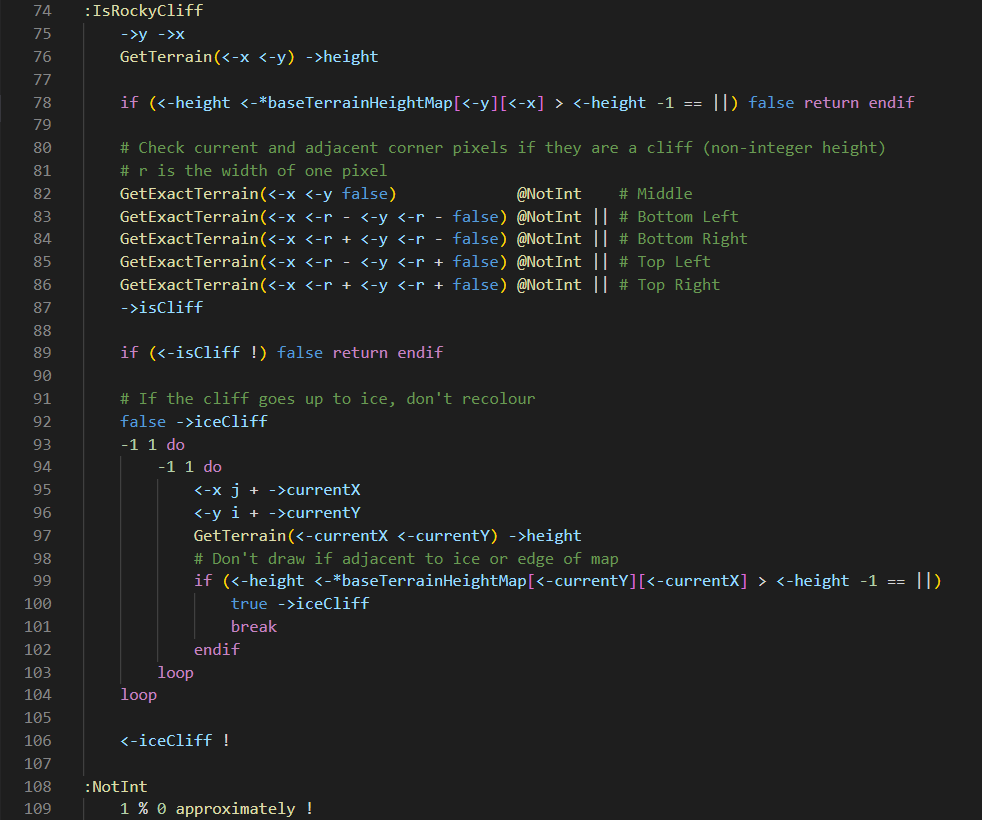 74 :IsRockyCliff
75 ->y ->x
76 GetTerrain(<-x <-y) ->height
77
78 if (<-height <-*baseTerrainHeightMap[<-y][<-x] > <-height -1 == ||) false return endif
79
80 # Check current and adjacent corner pixels if they are a cliff (non-integer height)
81 # r is the width of one pixel
82 GetExactTerrain(<-x <-y false) @NotInt # Middle
83 GetExactTerrain(<-x <-r - <-y <-r - false) @NotInt || # Bottom Left
84 GetExactTerrain(<-x <-r + <-y <-r - false) @NotInt || # Bottom Right
85 GetExactTerrain(<-x <-r - <-y <-r + false) @NotInt || # Top Left
86 GetExactTerrain(<-x <-r + <-y <-r + false) @NotInt || # Top Right
87 ->isCliff
88
89 if (<-isCliff !) false return endif
90
91 # If the cliff goes up to ice, don't recolour
92 false ->iceCliff
93 -1 1 do
94 -1 1 do
95 <-x j + ->currentX
96 <-y i + ->currentY
97 GetTerrain(<-currentX <-currentY) ->height
98 # Don't draw if adjacent to ice or edge of map
99 if (<-height <-*baseTerrainHeightMap[<-currentY][<-currentX] > <-height -1 == ||)
100 true ->iceCliff
101 break
102 endif
103 loop
104 loop
105
106 <-iceCliff !
107
108 :NotInt
109 1 % 0 approximately !